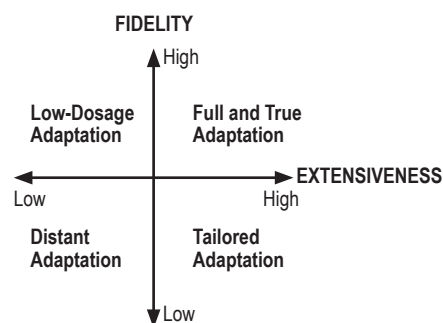 FIDELITY
High
Low-Dosage
Adaptation
Full and True
Adaptation
EXTENSIVENESS
Low
High
Distant
Adaptation
Tailored
Adaptation
Low